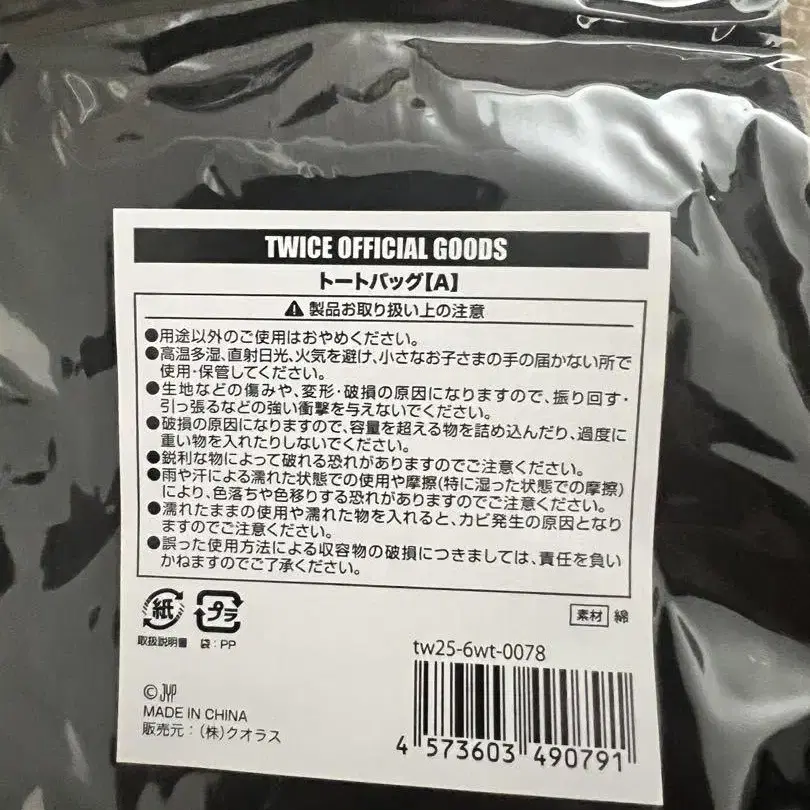 TWICE OFFICIAL GOODS
トートバッグ【A】
製品お取り扱い上の注意
●用途以外のご使用はおやめください。
●高温多湿、直射日光、火気を避け、小さなお子さまの手の届かない所で
使用・保管してください。
●生地などの傷みや、変形・破損の原因になりますので、振り回す・
引っ張るなどの強い衝撃を与えないでください。
●破損の原因になりますので、容量を超える物を詰め込んだり、過度に
重い物を入れたりしないでください。
●鋭利な物によって破れる恐れがありますのでご注意ください。
●雨や汗による濡れた状態での使用や摩擦(特に湿った状態での摩擦)
により、色落ちや色移りする恐れがありますのでご注意ください。
●濡れたままの使用や濡れた物を入れると、カビ発生の原因となり
ますのでご注意ください。
●誤った使用方法による収容物の破損につきましては、責任を負い
かねますのでご了承ください。
紙 プラ
取扱説明書 袋:PP
素材 綿
tw25-6wt-0078
© JYP
MADE IN CHINA
販売元:(株)クオラス
4 573603 490791